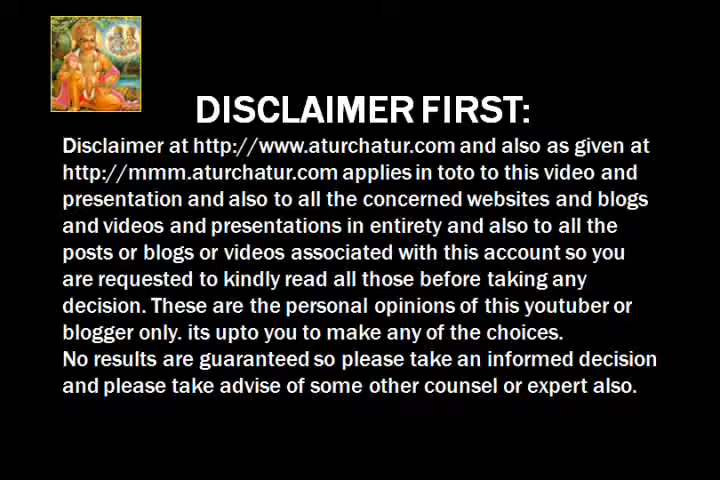 DISCLAIMER FIRST:
Disclaimer at http://www.aturchatur.com and also as given at
http://mmm.aturchatur.com applies in toto to this video and
presentation and also to all the concerned websites and blogs
and videos and presentations in entirety and also to all the
posts or blogs or videos associated with this account so you
are requested to kindly read all those before taking any
decision. These are the personal opinions of this youtuber or
blogger only. its upto you to make any of the choices.
No results are guaranteed so please take an informed decision
and please take advise of some other counsel or expert also.